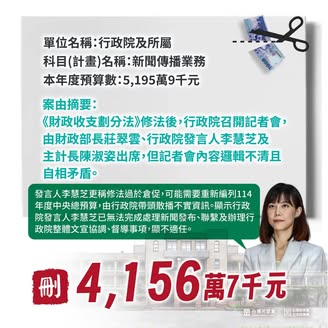 單位名稱：行政院及所屬
科目(計畫)名稱：新聞傳播業務
本年度預算數：5,195萬9千元
案由摘要：
《財政收支劃分法》修法後，行政院召開記者會，
由財政部長莊翠雲、行政院發言人李慧芝及
主計長陳淑姿出席，但記者會內容邏輯不清且
自相矛盾。
發言人李慧芝更稱修法過於倉促，可能需要重新編列114
年度中央總預算，由行政院帶頭散播不實資訊。顯示行政
院發言人李慧芝已無法完成處理新聞發布、聯繫及辦理行
政院整體文宣協調、督導事項，顯不適任。
刪 4,156萬7千元